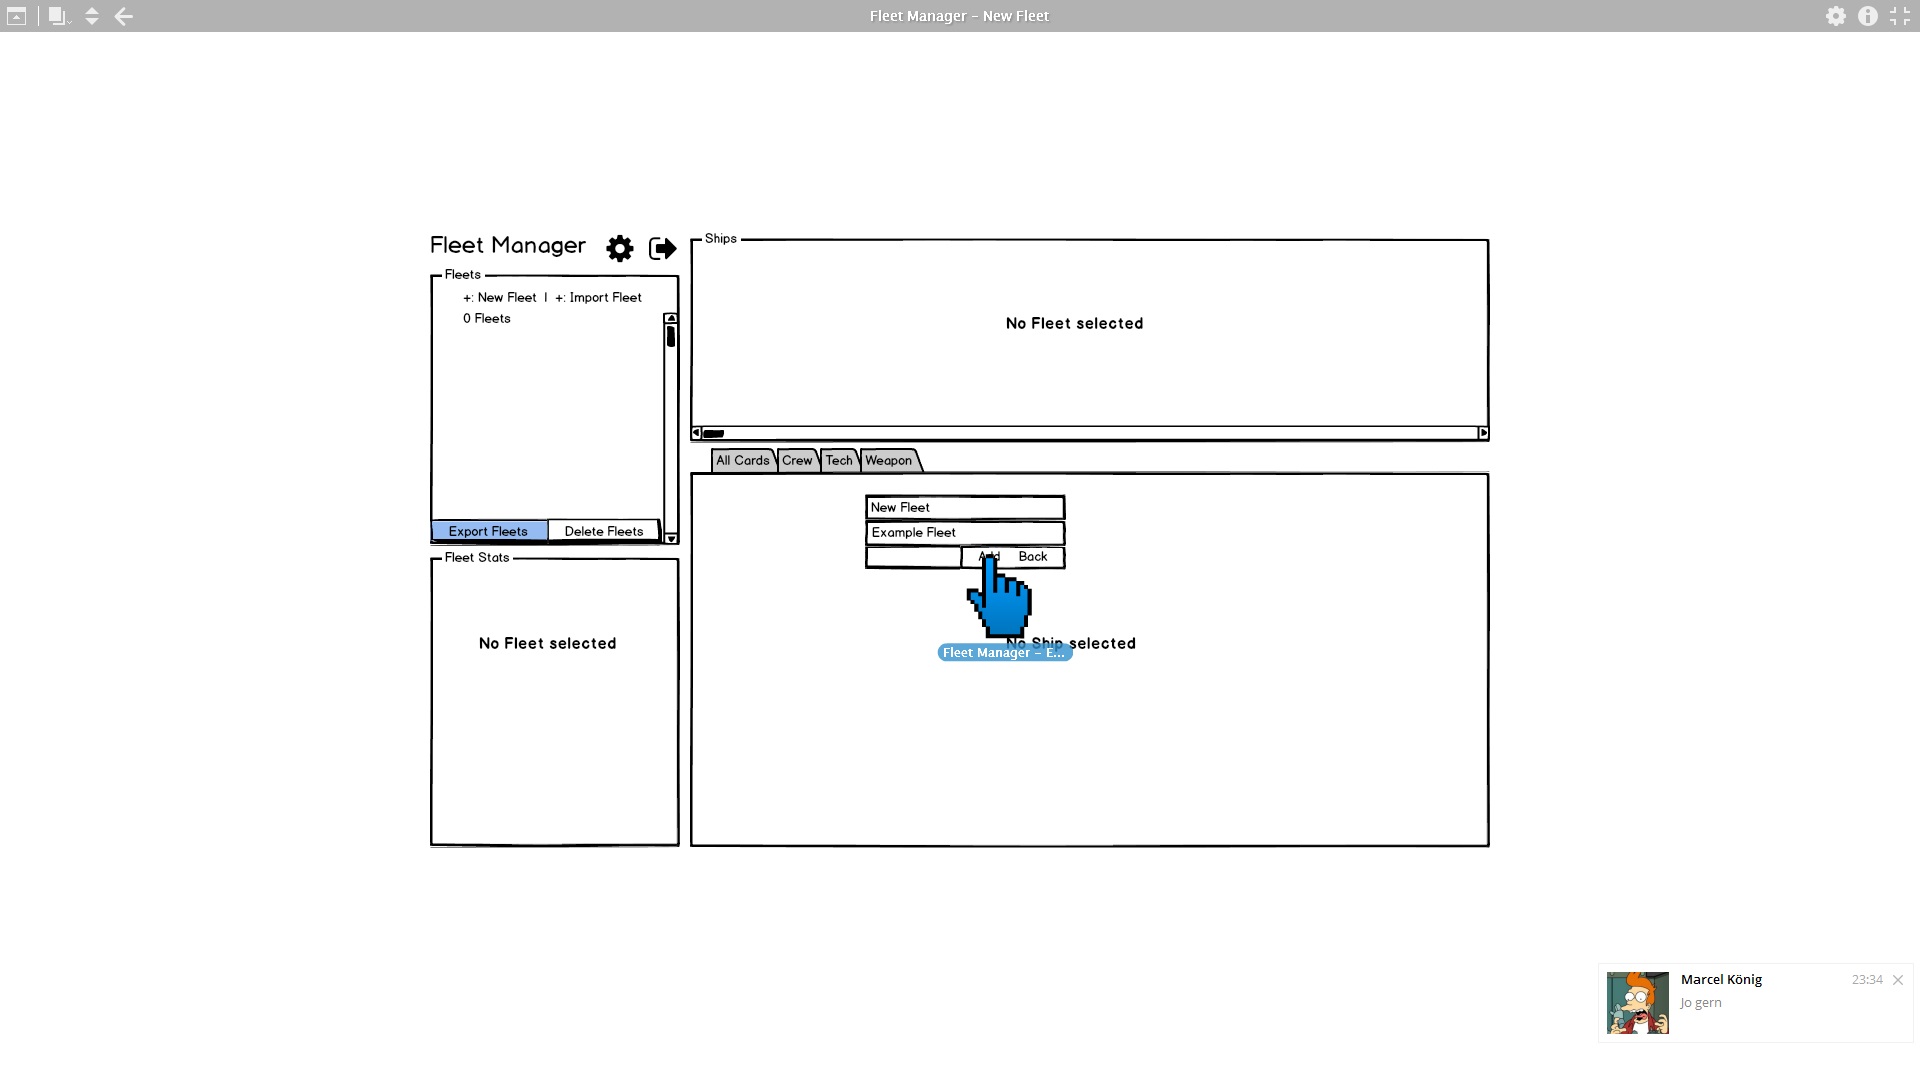 Fleet Manager – New Fleet
Fleet Manager
Fleets
+: New Fleet | +: Import Fleet
0 Fleets
Export Fleets
Delete Fleets
Fleet Stats
No Fleet selected
Ships
No Fleet selected
All Cards
Crew
Tech
Weapon
New Fleet
Example Fleet
Add Back
No Ship selected
Fleet Manager – E...
Marcel König 23:34
Jo gern